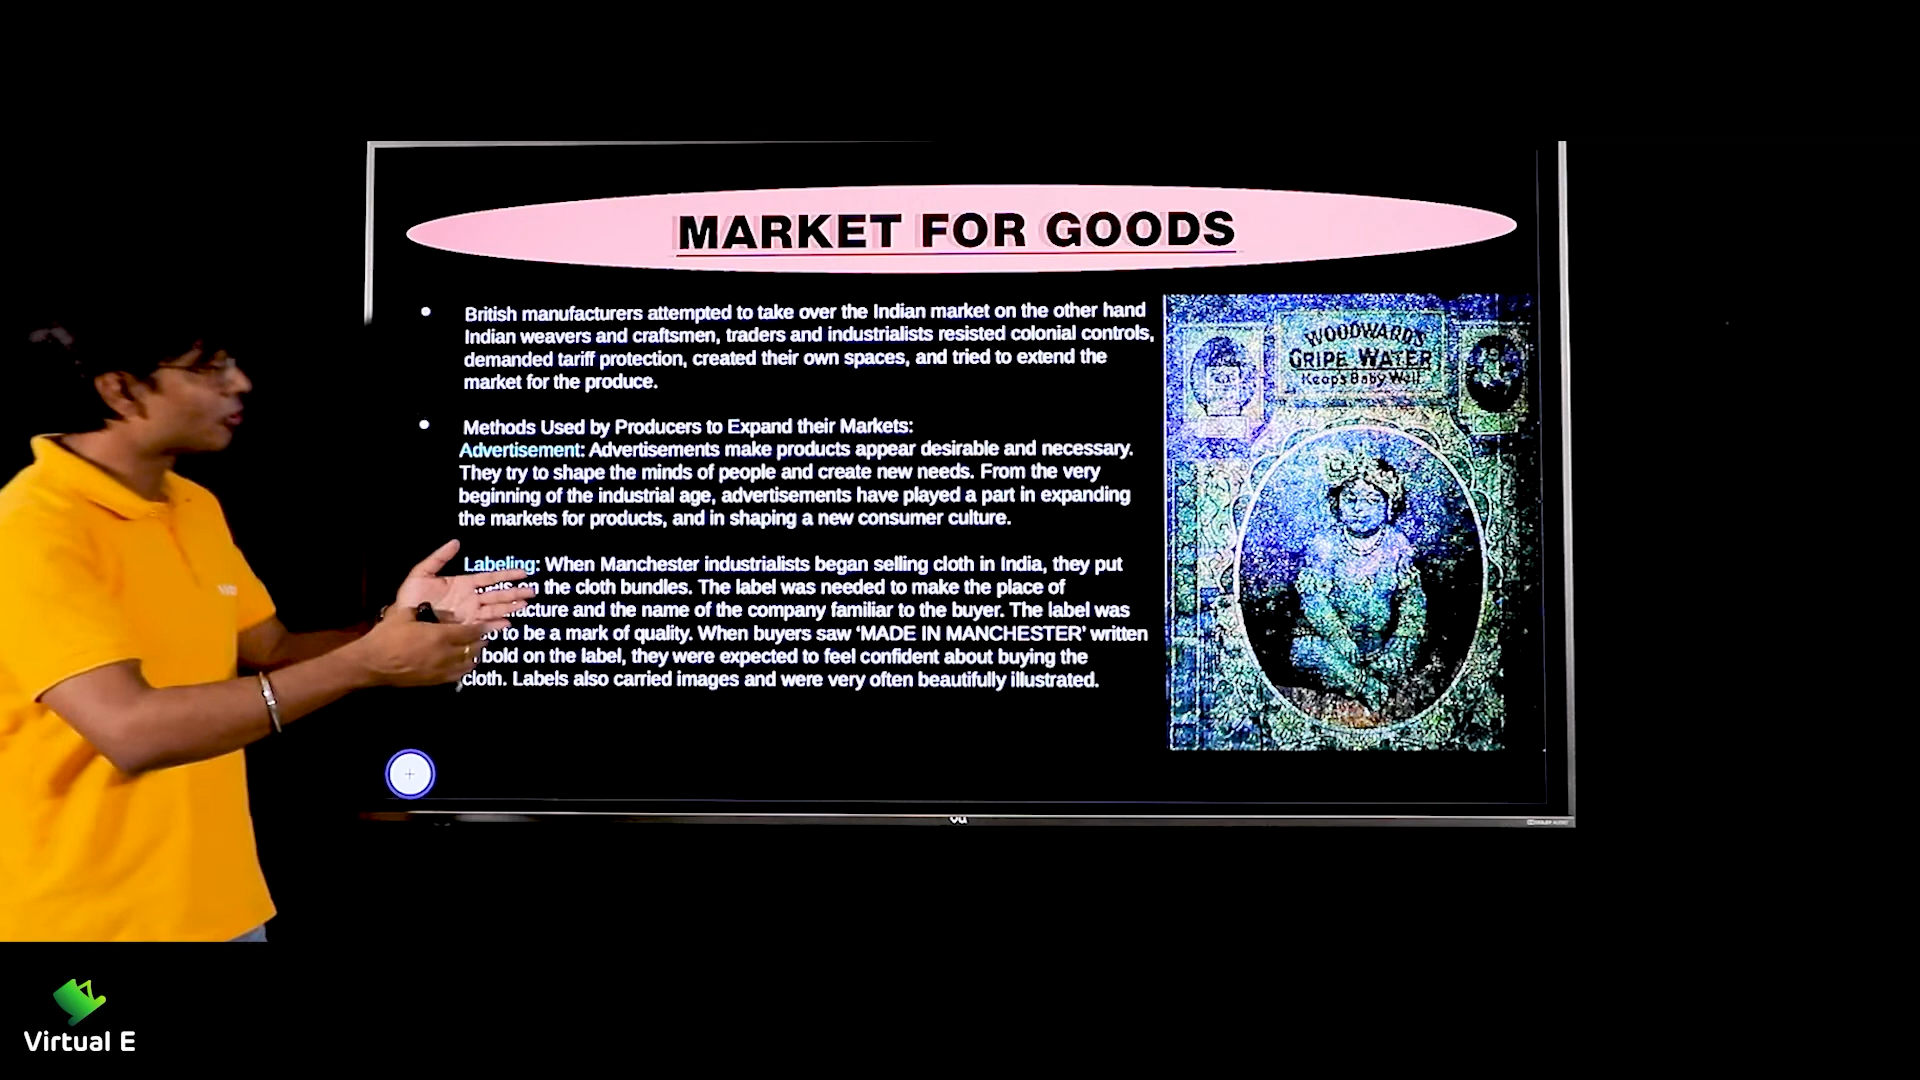 MARKET FOR GOODS
• British manufacturers attempted to take over the Indian market on the other hand
Indian weavers and craftsmen, traders and industrialists resisted colonial controls,
demanded tariff protection, created their own spaces, and tried to extend the
market for the produce.
• Methods Used by Producers to Expand their Markets:
Advertisement: Advertisements make products appear desirable and necessary.
They try to shape the minds of people and create new needs. From the very
beginning of the industrial age, advertisements have played a part in expanding
the markets for products, and in shaping a new consumer culture.
Labeling: When Manchester industrialists began selling cloth in India, they put
on the cloth bundles. The label was needed to make the place of
and the name of the company familiar to the buyer. The label was
to be a mark of quality. When buyers saw ‘MADE IN MANCHESTER’ written
bold on the label, they were expected to feel confident about buying the
cloth. Labels also carried images and were very often beautifully illustrated.
WOODWARD'S
GRIPE WATER
Keeps Baby Well
Vu
Virtual E